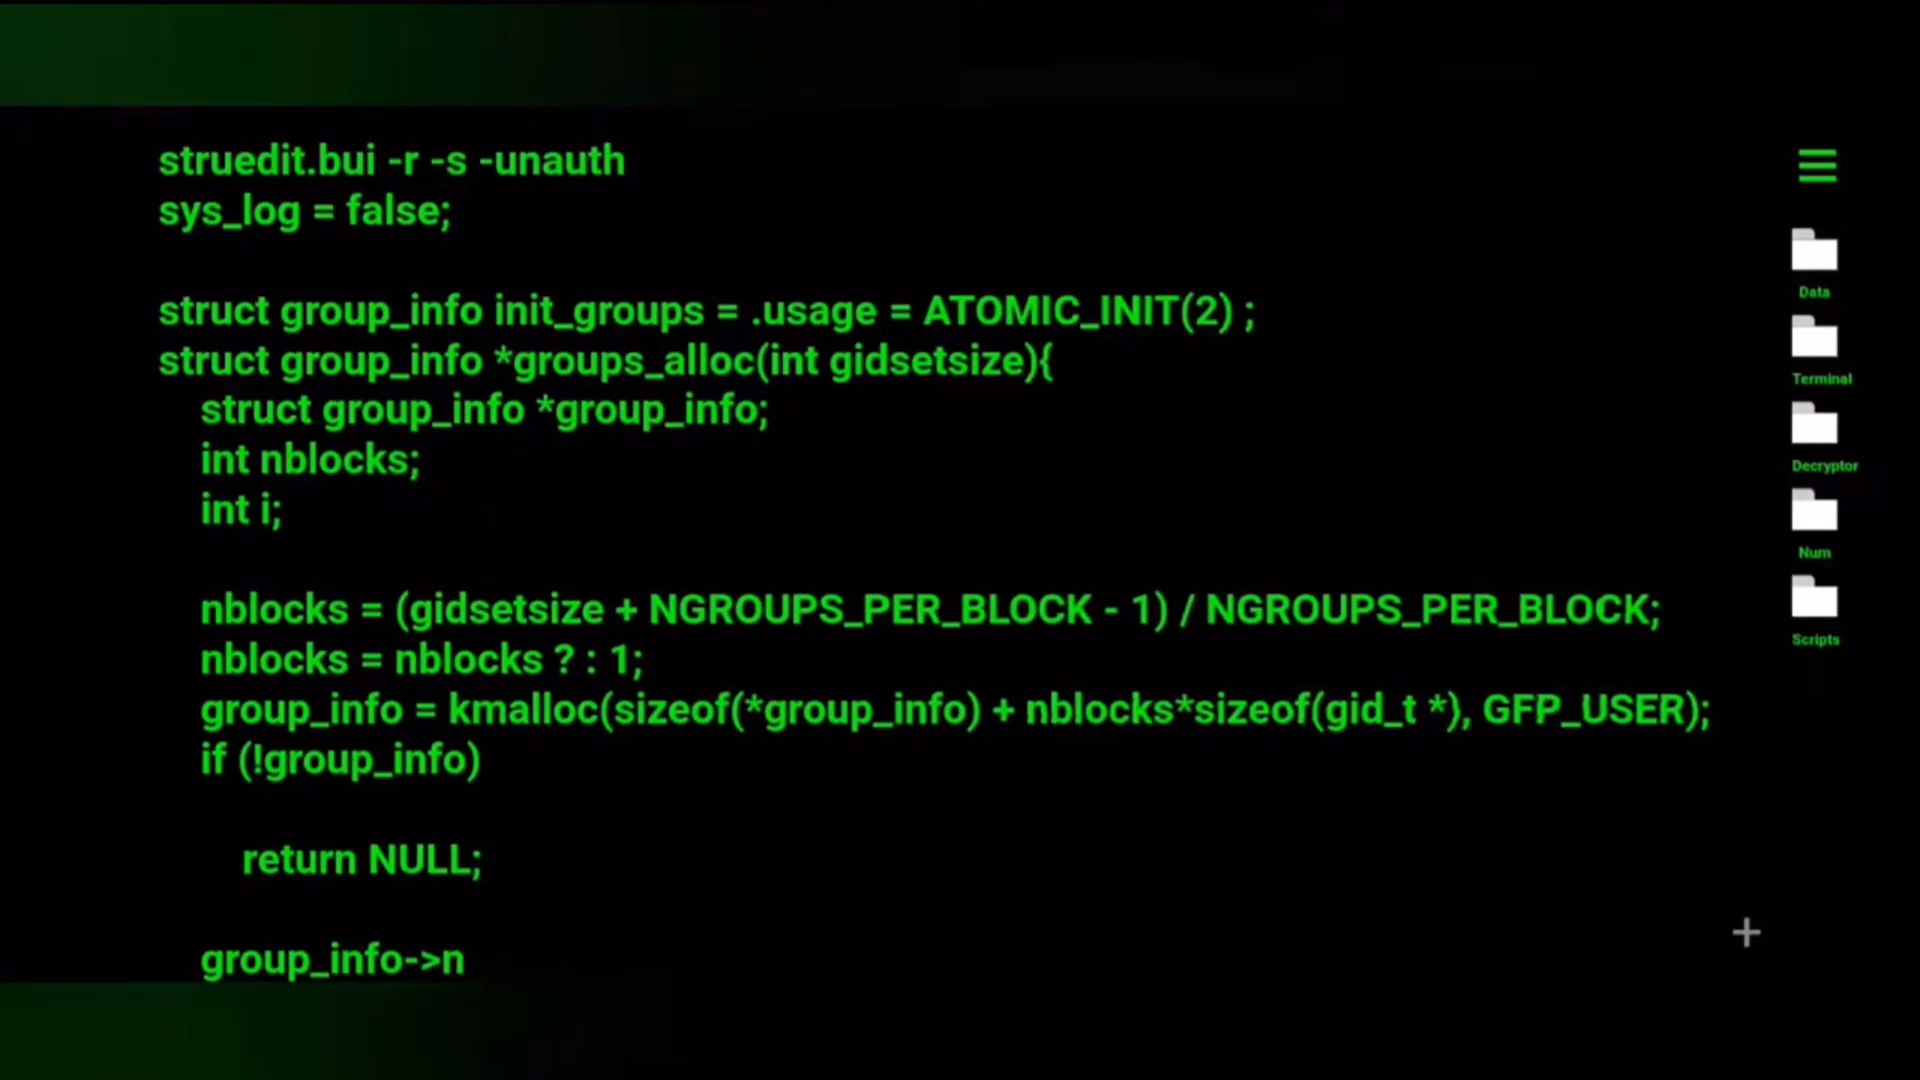 struedit.bui -r -s -unauth
sys_log = false;
struct group_info init_groups = .usage = ATOMIC_INIT(2) ;
struct group_info *groups_alloc(int gidsetsize){
struct group_info *group_info;
int nblocks;
int i;
nblocks = (gidsetsize + NGROUPS_PER_BLOCK - 1) / NGROUPS_PER_BLOCK;
nblocks = nblocks ? : 1;
group_info = kmalloc(sizeof(*group_info) + nblocks*sizeof(gid_t *), GFP_USER);
if (!group_info)
return NULL;
group_info->n
Data
Terminal
Decryptor
Num
Scripts